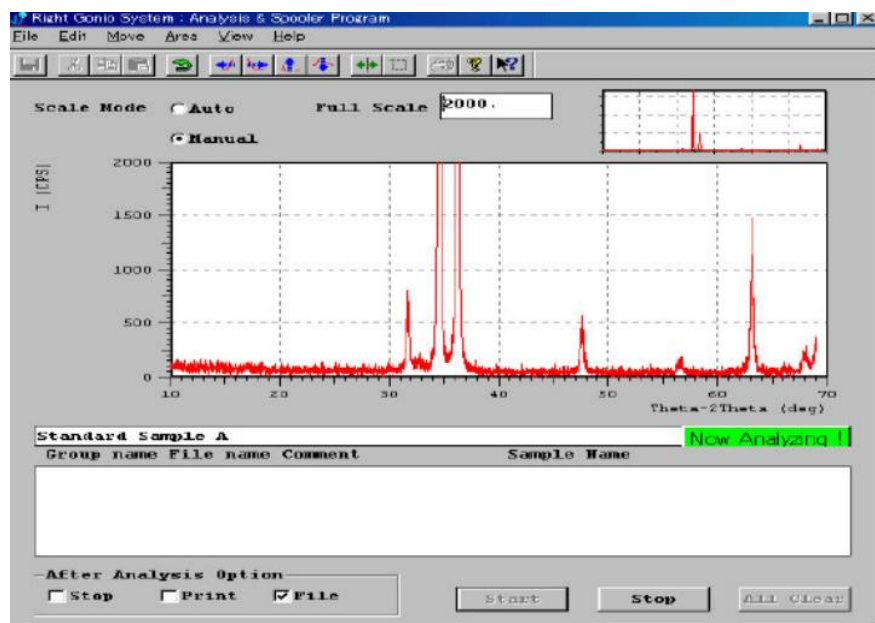 Right Gonio System : Analysis & Spooler Program
File Edit Move Area View Help
Scale Mode Auto Full Scale 2000.
Manual
I [CPS]
2000
1500
1000
500
0
10 20 30 40 50 60 70
Theta-2Theta (deg)
Standard Sample A Now Analyzing !
Group name File name Comment Sample Name
After Analysis Option
Stop Print File Start Stop All Clear